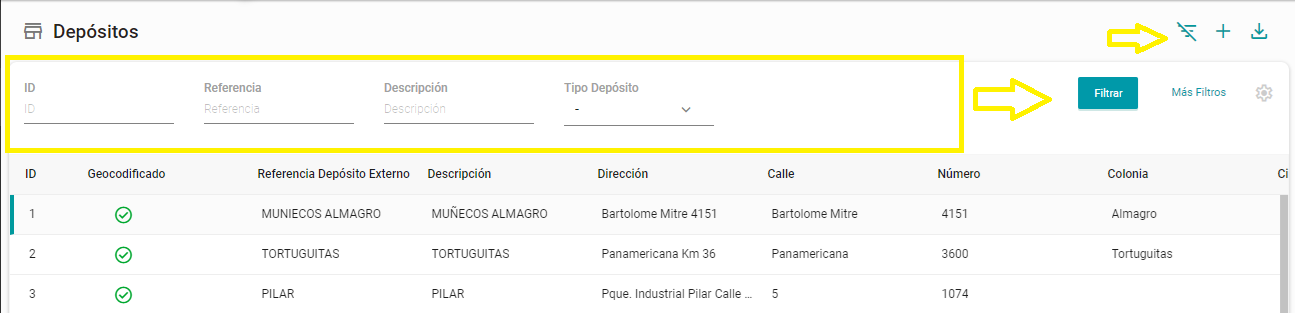 Depósitos
ID Referencia Descripción Tipo Depósito
ID Referencia Descripción -
Filtrar Más Filtros
ID Geocodificado Referencia Depósito Externo Descripción Dirección Calle Número Colonia Ci
1 MUNIECOS ALMAGRO MUÑECOS ALMAGRO Bartolome Mitre 4151 Bartolome Mitre 4151 Almagro
2 TORTUGUITAS TORTUGUITAS Panamericana Km 36 Panamericana 3600 Tortuguitas
3 PILAR PILAR Pque. Industrial Pilar Calle ... 5 1074